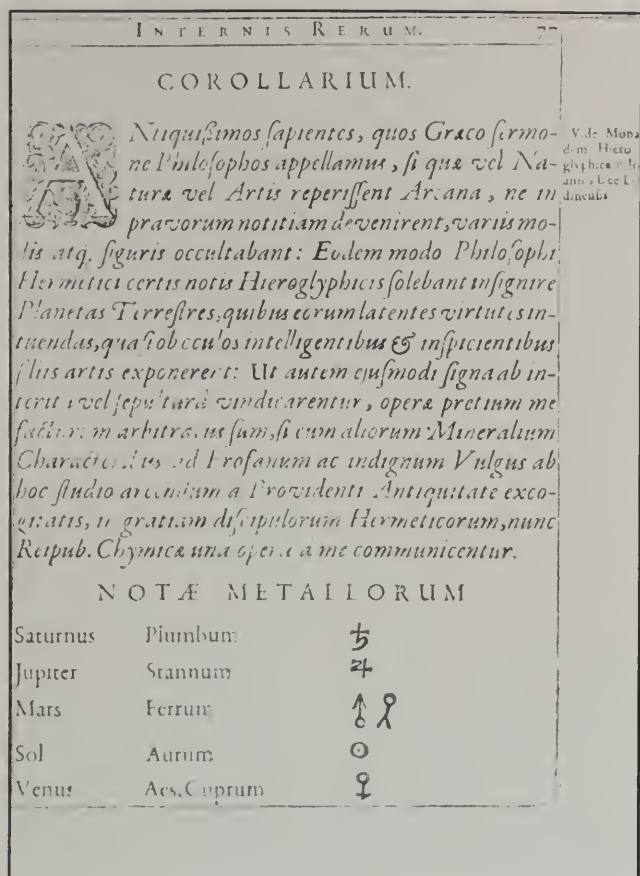 INTERNIS RERUM. 77
COROLLARIUM.
ANtiquißimos ſapientes, quos Græco ſermo-
ne Philoſophos appellamus, ſi quæ vel Na-
turæ vel Artis reperiſſent Arcana, ne in
pravorum notitiam devenirent, variis mo-
dis atq. figuris occultabant: Eodem modo Philoſophi
Hermetici certis notis Hieroglyphicis ſolebant inſignire
Planetas Terreſtres, quibus eorum latentes virtutes in-
tuendas, quaſi ob oculos intelligentibus & inſpicientibus
filiis artis exponerent: Ut autem ejuſmodi ſigna ab in-
teritu vel ſepulturâ vindicarentur, operæ pretium me
facturum arbitratus ſum, ſi cum aliorum Mineralium
Characteribus ad Profanum ac indignum Vulgus ab
hoc ſtudio arcendum a Providenti Antiquitate exco-
gitatis, in gratiam diſcipulorum Hermeticorum, nunc
Reipub. Chymicæ una opera à me communicentur.
Vide Mona
dem Hiero
glyphicam Io
annis Dee Lon
dinenſis
NOTÆ METALLORUM
Saturnus Plumbum ♄
Jupiter Stannum ♃
Mars Ferrum
Sol Aurum ☉
Venus Aes. Cuprum ♀